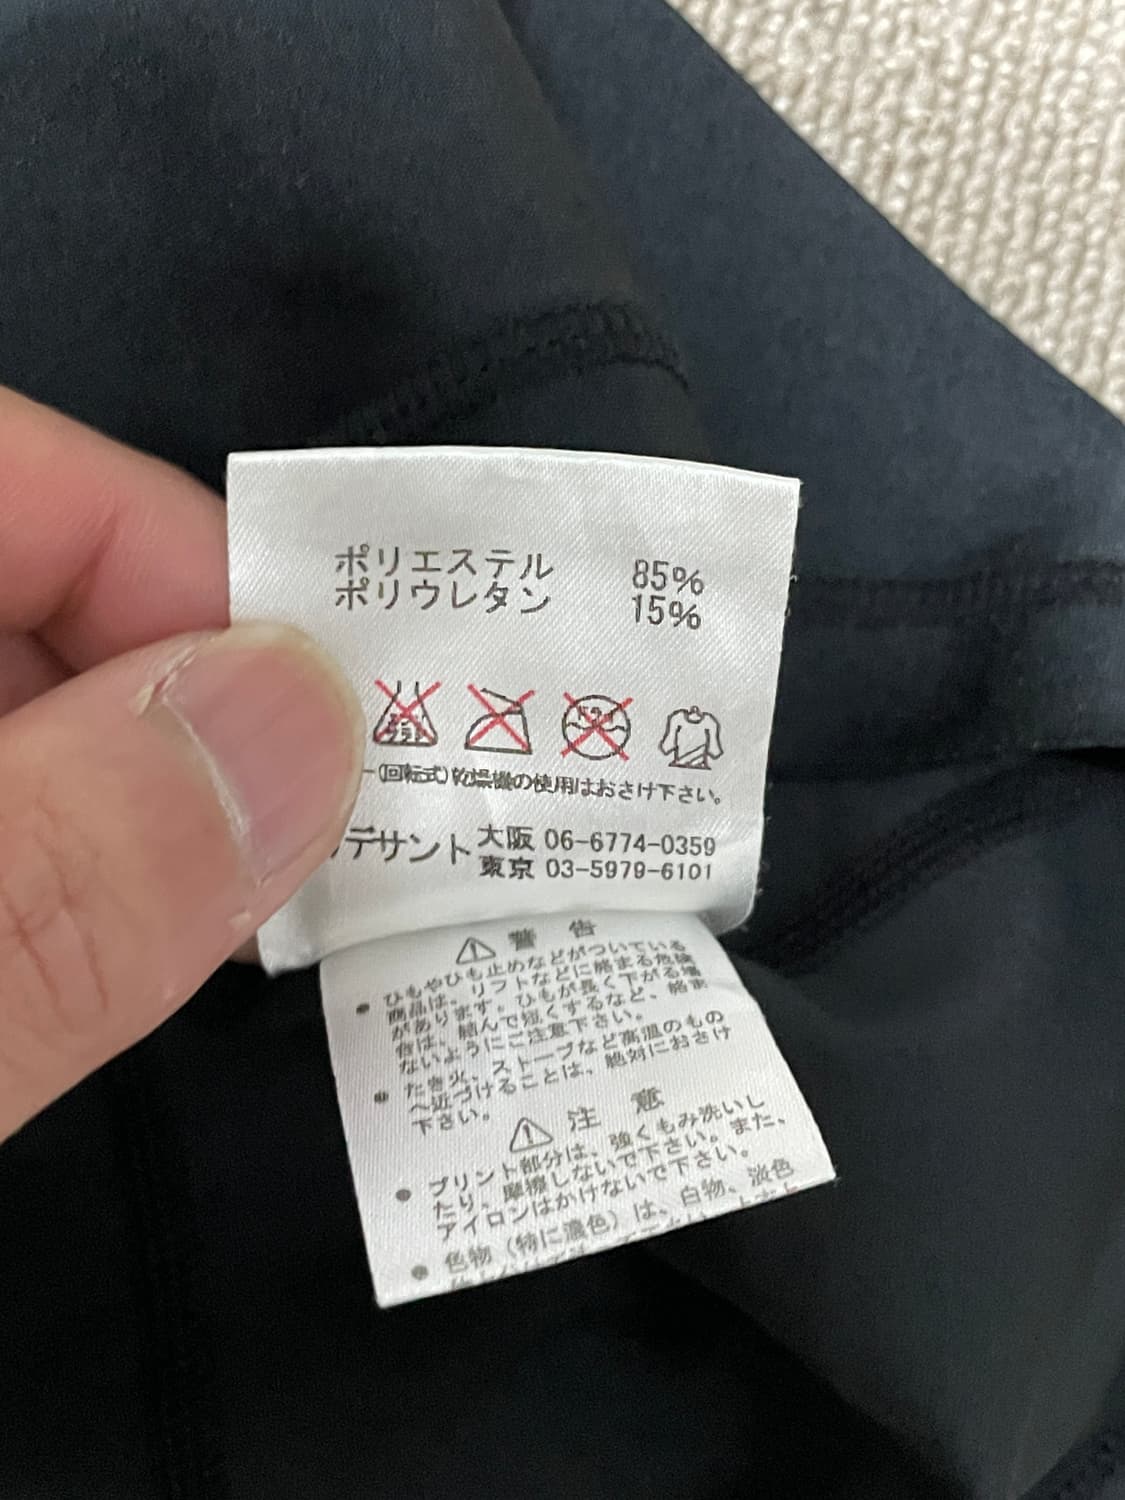 ポリエステル 85%
ポリウレタン 15%
(回転式)乾燥機の使用はおさけ下さい。
デサント 大阪 06-6774-0359
東京 03-5979-6101
⚠ 警告
● ひもやひも止めなどがついている
商品は、リフトなどに絡まる危険
があります。ひもが長く下がる場
合は、結んで短くするなど、絡ま
ないようにご注意下さい。
● たき火、ストーブなど高温のもの
へ近づけることは、絶対におさけ
下さい。
⚠ 注意
● プリント部分は、強くもみ洗いし
たり、摩擦しないで下さい。また、
アイロンはかけないで下さい。
● 色物(特に濃色)は、白物、淡色